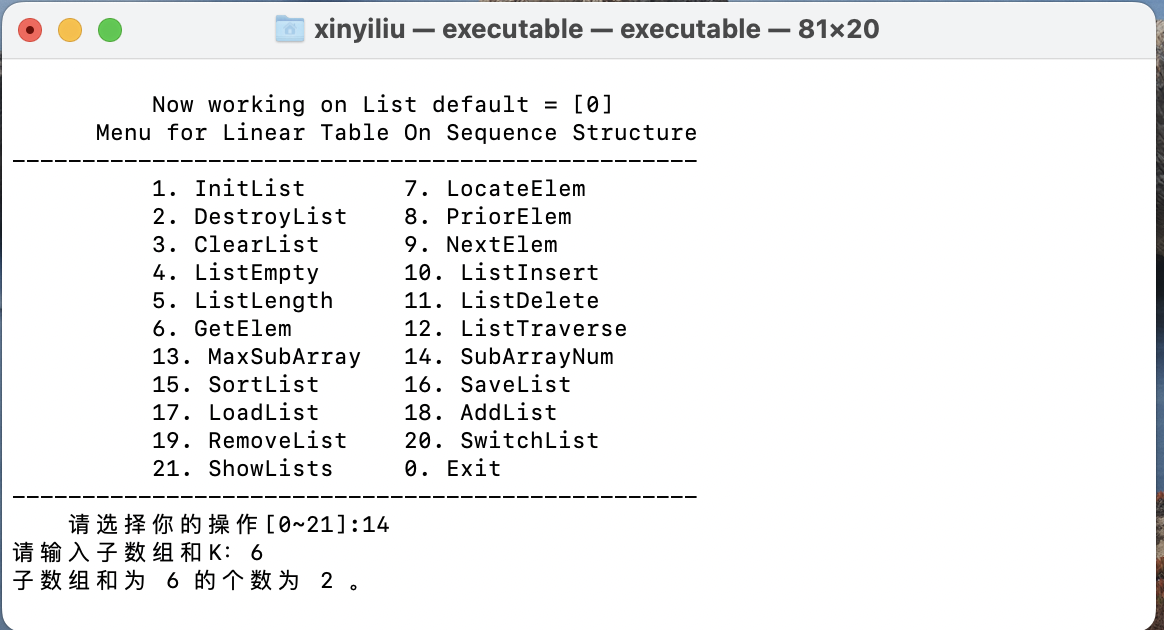 xinyiliu — executable — executable — 81×20
Now working on List default = [0]
Menu for Linear Table On Sequence Structure
-------------------------------------------------
1. InitList 7. LocateElem
2. DestroyList 8. PriorElem
3. ClearList 9. NextElem
4. ListEmpty 10. ListInsert
5. ListLength 11. ListDelete
6. GetElem 12. ListTraverse
13. MaxSubArray 14. SubArrayNum
15. SortList 16. SaveList
17. LoadList 18. AddList
19. RemoveList 20. SwitchList
21. ShowLists 0. Exit
-------------------------------------------------
请选择你的操作[0~21]:14
请输入子数组和K: 6
子数组和为 6 的个数为 2 。